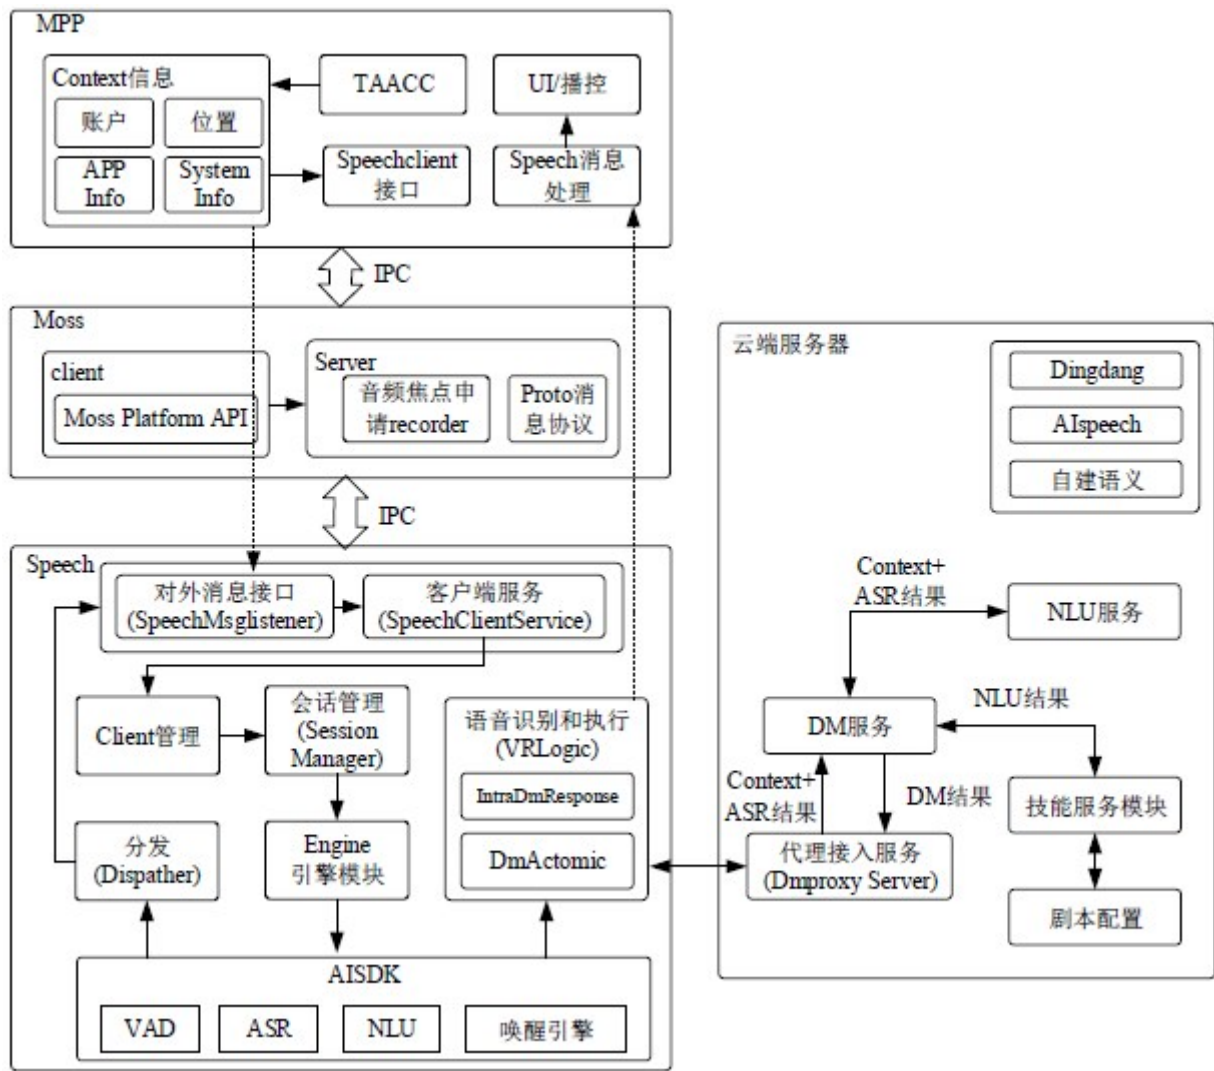 MPP
Context信息
账户
位置
APP
Info
System
Info
TAACC
UI/播控
Speechclient
接口
Speech消息
处理
IPC
Moss
client
Moss Platform API
Server
音频焦点申
请recorder
Proto消
息协议
IPC
Speech
对外消息接口
(SpeechMsglistener)
客户端服务
(SpeechClientService)
Client管理
会话管理
(Session
Manager)
语音识别和执行
(VRLogic)
IntraDmResponse
DmActomic
分发
(Dispather)
Engine
引擎模块
AISDK
VAD
ASR
NLU
唤醒引擎
云端服务器
Dingdang
AIspeech
自建语义
Context+
ASR结果
NLU服务
NLU结果
DM服务
Context+
ASR结果
DM结果
技能服务模块
代理接入服务
(Dmproxy Server)
剧本配置